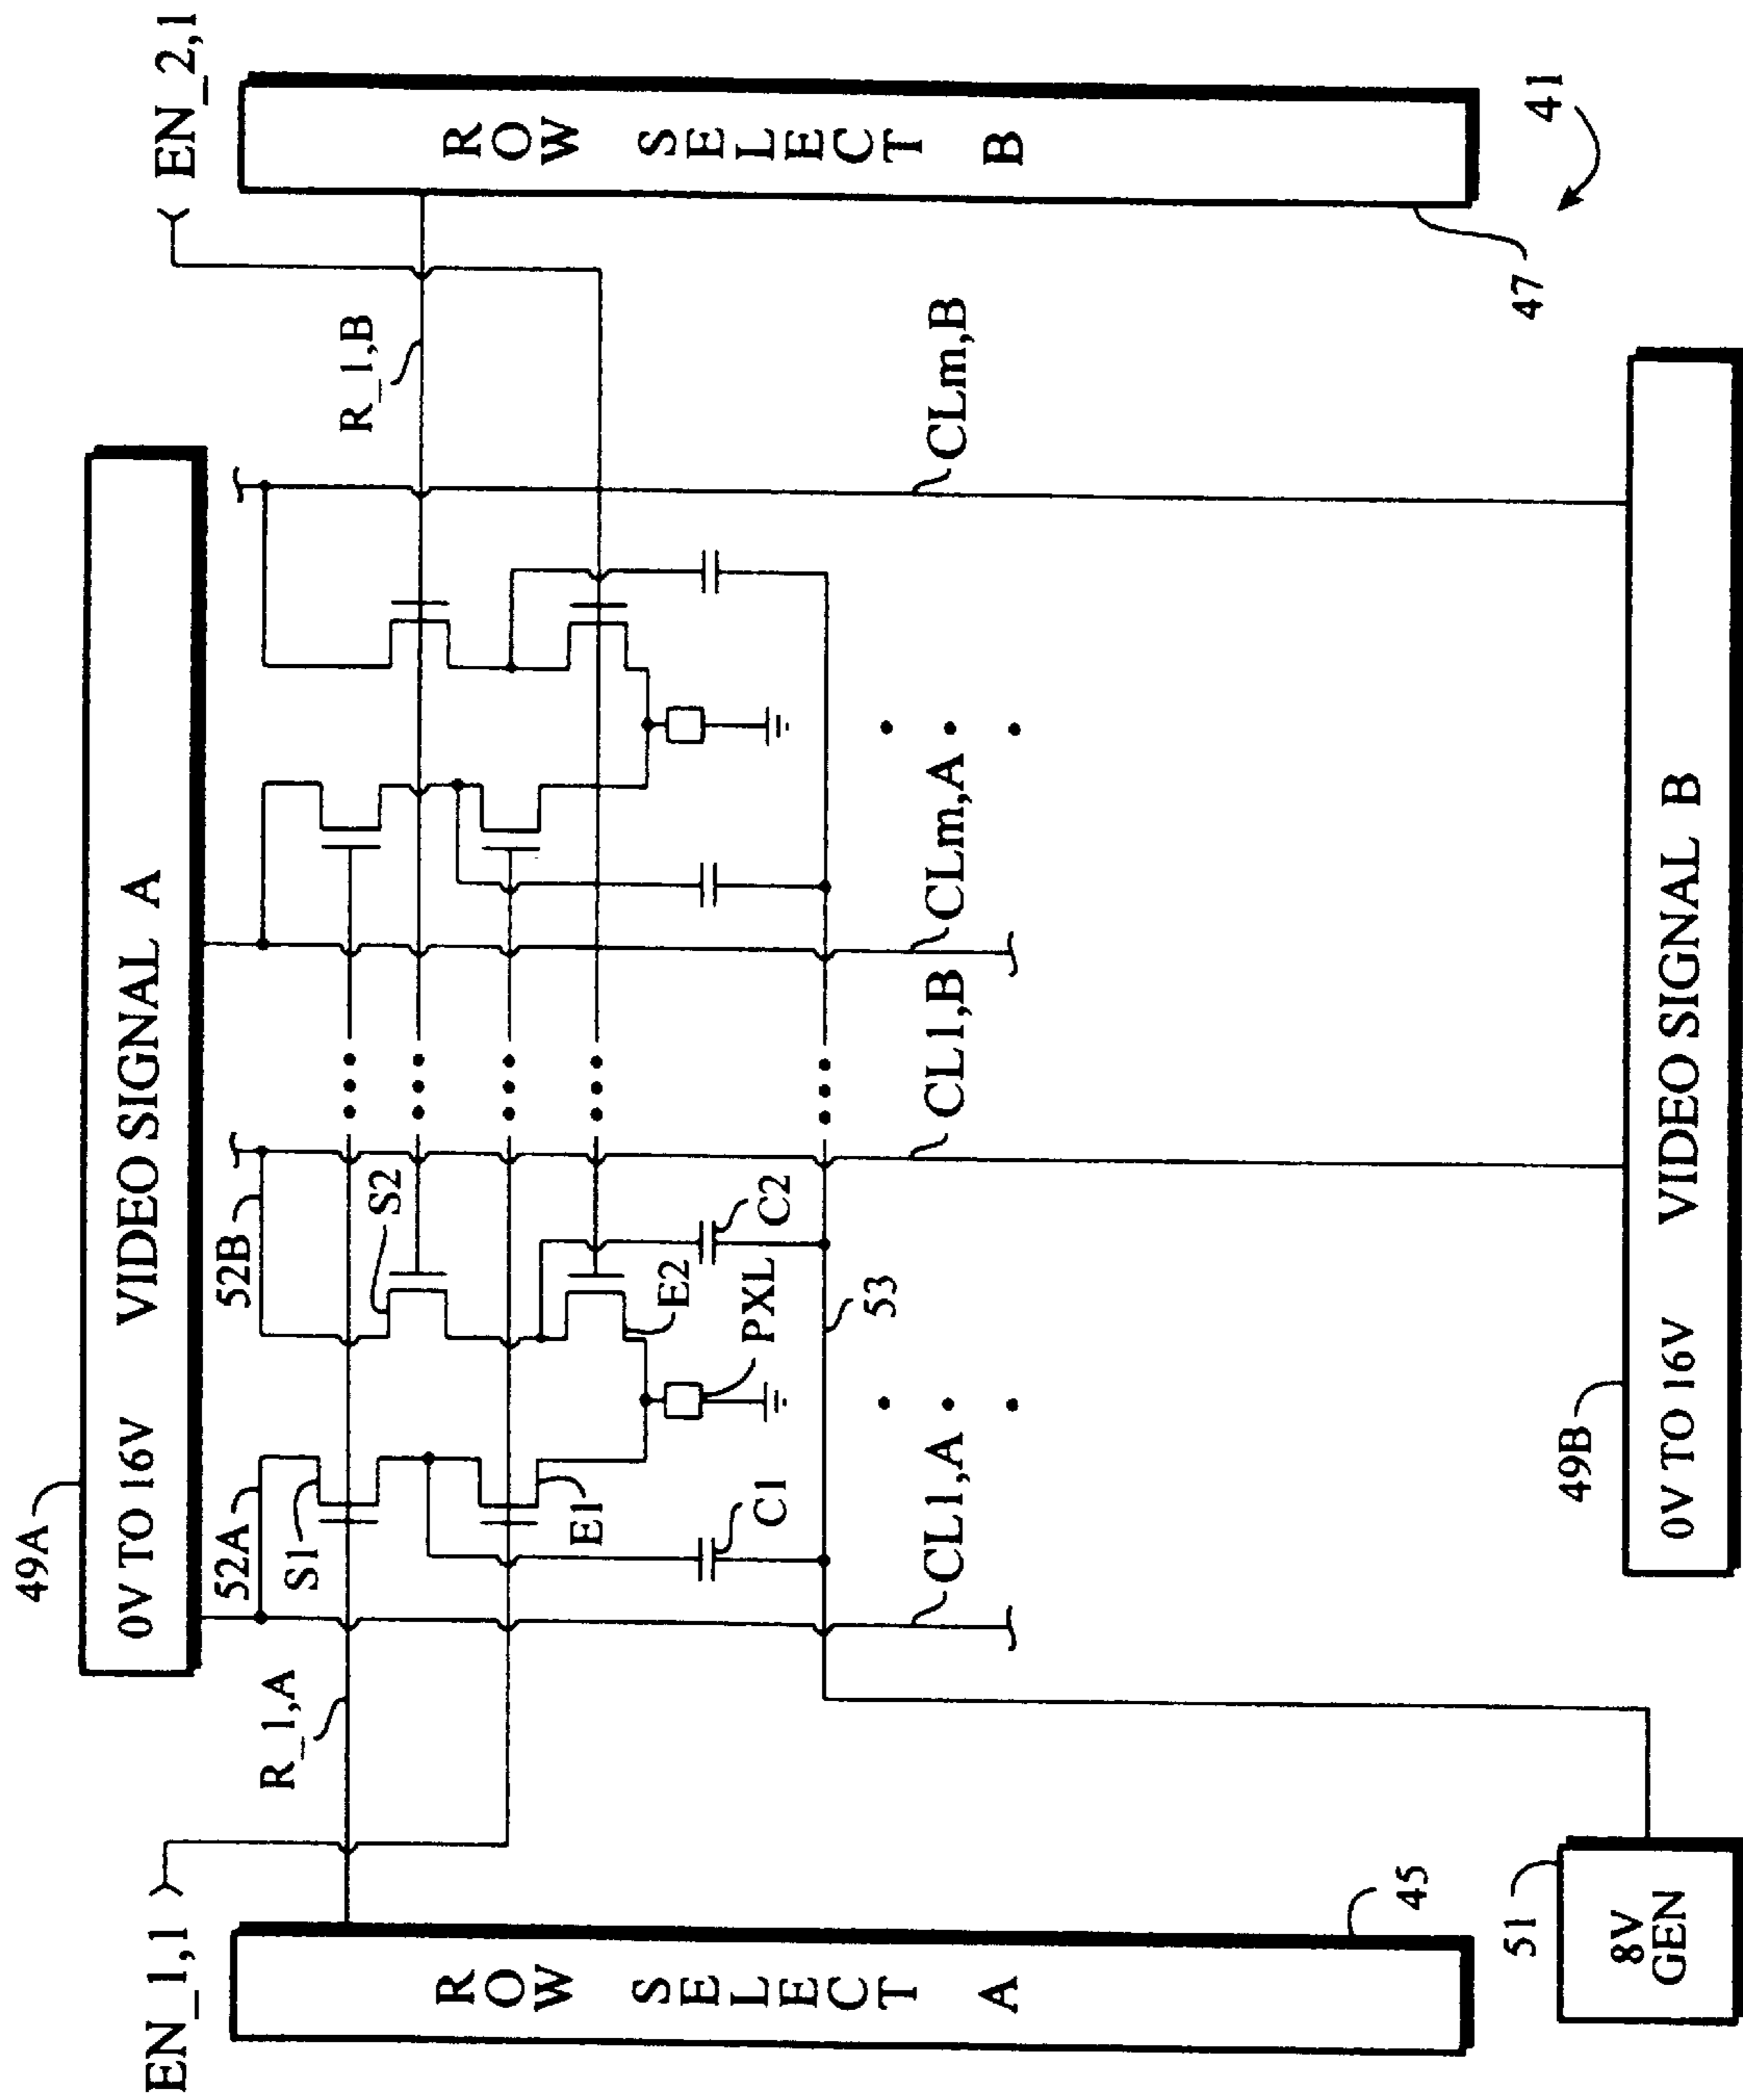 49A
0V TO 16V VIDEO SIGNAL A
EN_1,1
EN_2,1
R_1,A
52A
52B
S1
S2
R_1,B
ROW SELECT A
ROW SELECT B
E1
E2
C1
PXL
C2
53
CL1,A
CL1,B
CLm,A
CLm,B
45
47
41
51
8V
GEN
49B
0V TO 16V VIDEO SIGNAL B